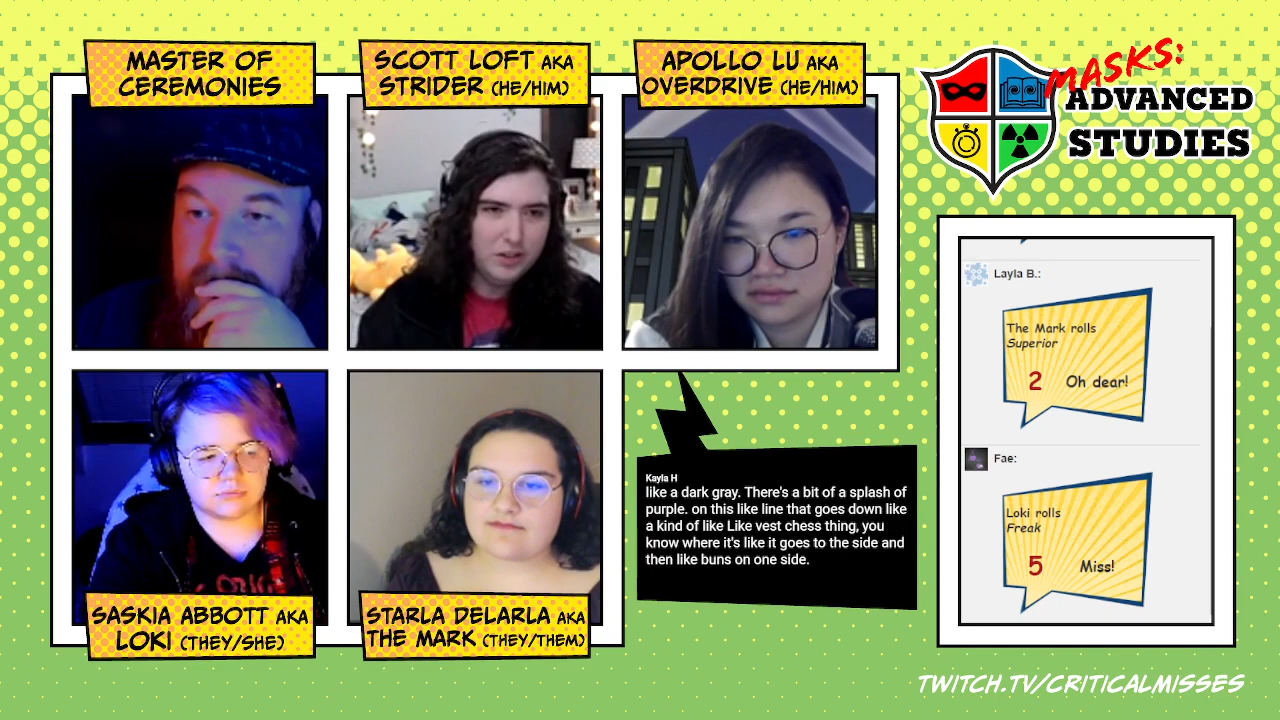 MASTER OF
CEREMONIES
SCOTT LOFT AKA
STRIDER (HE/HIM)
APOLLO LU AKA
OVERDRIVE (HE/HIM)
MASKS:
ADVANCED
STUDIES
Layla B.:
The Mark rolls
Superior
2 Oh dear!
Fae:
Loki rolls
Freak
5 Miss!
Kayla H
like a dark gray. There's a bit of a splash of
purple. on this like line that goes down like
a kind of like Like vest chess thing, you
know where it's like it goes to the side and
then like buns on one side.
SASKIA ABBOTT AKA
LOKI (THEY/SHE)
STARLA DELARLA AKA
THE MARK (THEY/THEM)
TWITCH.TV/CRITICALMISSES